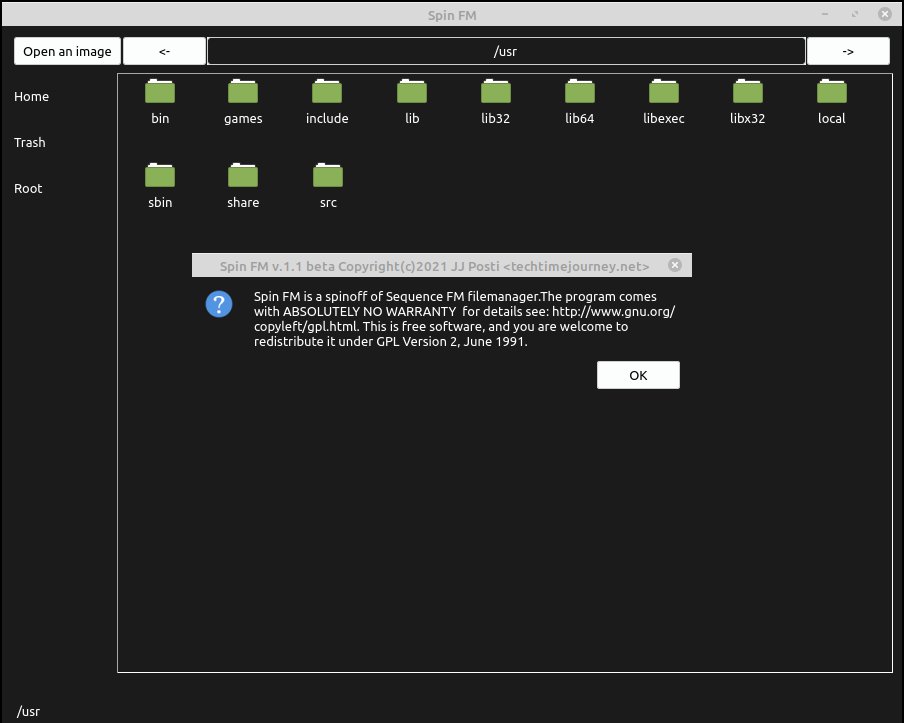 Spin FM
Open an image <- /usr ->
Home
Trash
Root
bin games include lib lib32 lib64 libexec libx32 local
sbin share src
Spin FM v.1.1 beta Copyright(c)2021 JJ Posti <techtimejourney.net>
?
Spin FM is a spinoff of Sequence FM filemanager.The program comes
with ABSOLUTELY NO WARRANTY  for details see: http://www.gnu.org/
copyleft/gpl.html. This is free software, and you are welcome to
redistribute it under GPL Version 2, June 1991.
OK
/usr